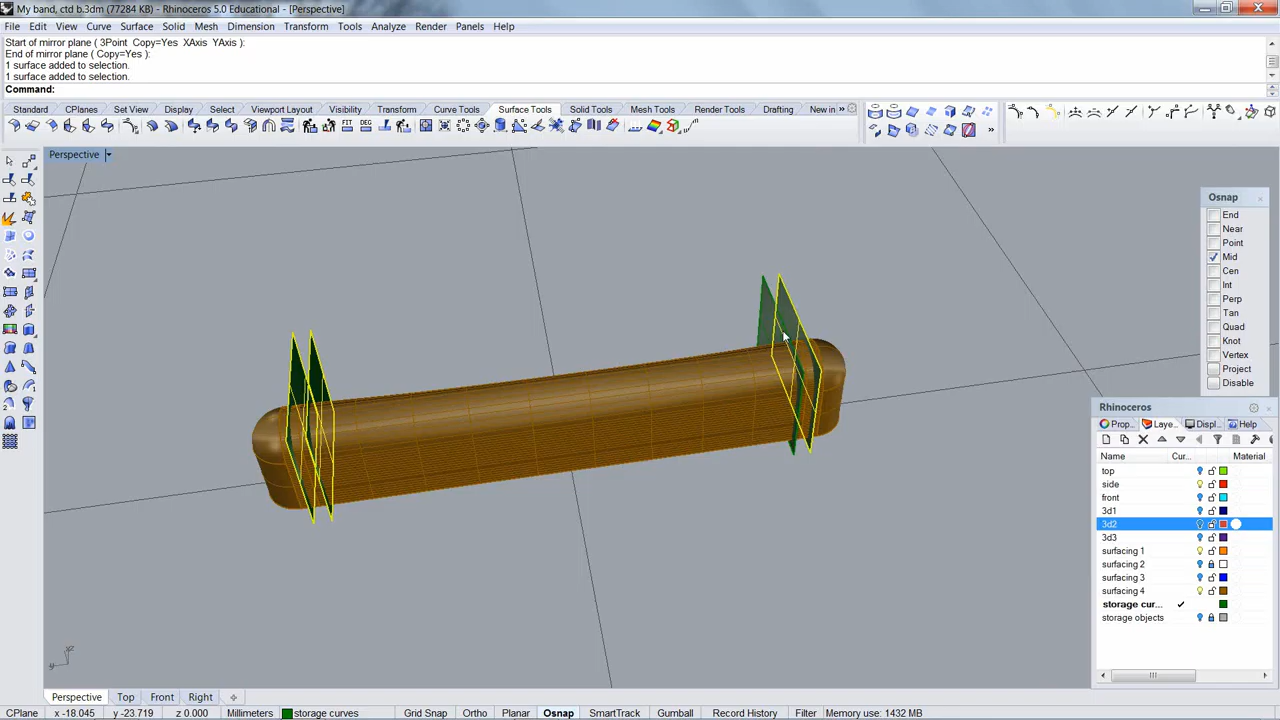 My band, ctd b.3dm (77284 KB) - Rhinoceros 5.0 Educational - [Perspective]
File Edit View Curve Surface Solid Mesh Dimension Transform Tools Analyze Render Panels Help
Start of mirror plane ( 3Point Copy=Yes XAxis YAxis ):
End of mirror plane ( Copy=Yes ):
1 surface added to selection.
1 surface added to selection.
Command:
Standard CPlanes Set View Display Select Viewport Layout Visibility Transform Curve Tools Surface Tools Solid Tools Mesh Tools Render Tools Drafting New in »
FIT DEG
Perspective
Osnap
End
Near
Point
Mid
Cen
Int
Perp
Tan
Quad
Knot
Vertex
Project
Disable
Rhinoceros
Prop... Laye... Displ... Help
Name Cur... Material
top
side
front
3d1
3d2
3d3
surfacing 1
surfacing 2
surfacing 3
surfacing 4
storage cur...
storage objects
Perspective Top Front Right
CPlane x -18.045 y -23.719 z 0.000 Millimeters storage curves Grid Snap Ortho Planar Osnap SmartTrack Gumball Record History Filter Memory use: 1432 MB